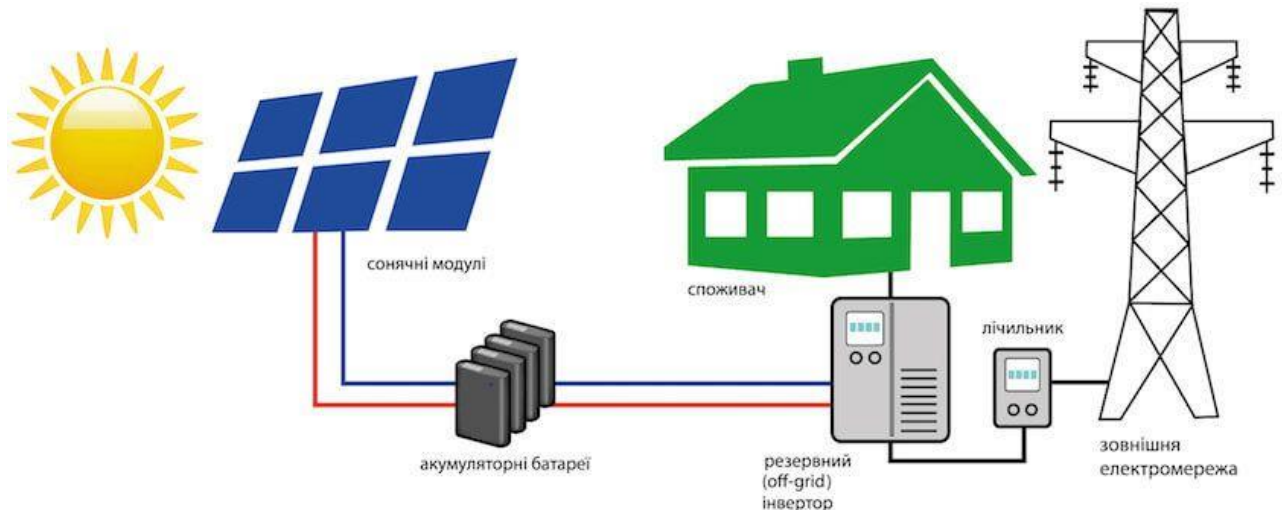 сонячні модулі
споживач
лічильник
акумуляторні батареї
резервний
(off-grid)
інвертор
зовнішня
електромережа